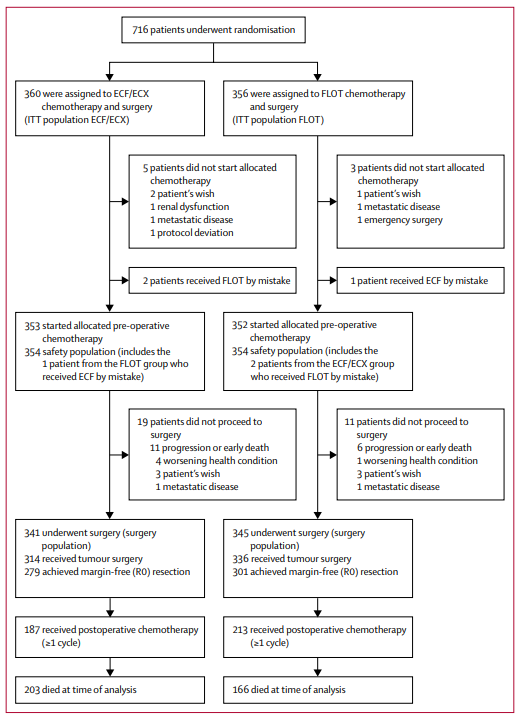 716 patients underwent randomisation
360 were assigned to ECF/ECX
chemotherapy and surgery
(ITT population ECF/ECX)
356 were assigned to FLOT chemotherapy
and surgery
(ITT population FLOT)
5 patients did not start allocated
chemotherapy
2 patient's wish
1 renal dysfunction
1 metastatic disease
1 protocol deviation
3 patients did not start allocated
chemotherapy
1 patient's wish
1 metastatic disease
1 emergency surgery
2 patients received FLOT by mistake
1 patient received ECF by mistake
353 started allocated pre-operative
chemotherapy
354 safety population (includes the
1 patient from the FLOT group who
received ECF by mistake)
352 started allocated pre-operative
chemotherapy
354 safety population (includes the
2 patients from the ECF/ECX group
who received FLOT by mistake)
19 patients did not proceed to
surgery
11 progression or early death
4 worsening health condition
3 patient's wish
1 metastatic disease
11 patients did not proceed to
surgery
6 progression or early death
1 worsening health condition
3 patient's wish
1 metastatic disease
341 underwent surgery (surgery
population)
314 received tumour surgery
279 achieved margin-free (R0) resection
345 underwent surgery (surgery
population)
336 received tumour surgery
301 achieved margin-free (R0) resection
187 received postoperative chemotherapy
(≥1 cycle)
213 received postoperative chemotherapy
(≥1 cycle)
203 died at time of analysis
166 died at time of analysis